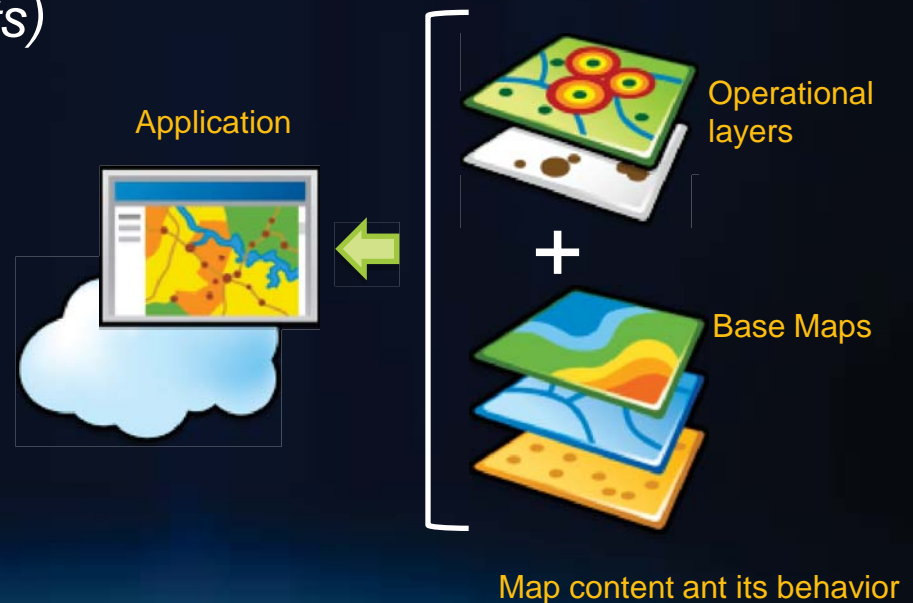 Application
Operational
layers
+
Base Maps
Map content ant its behavior